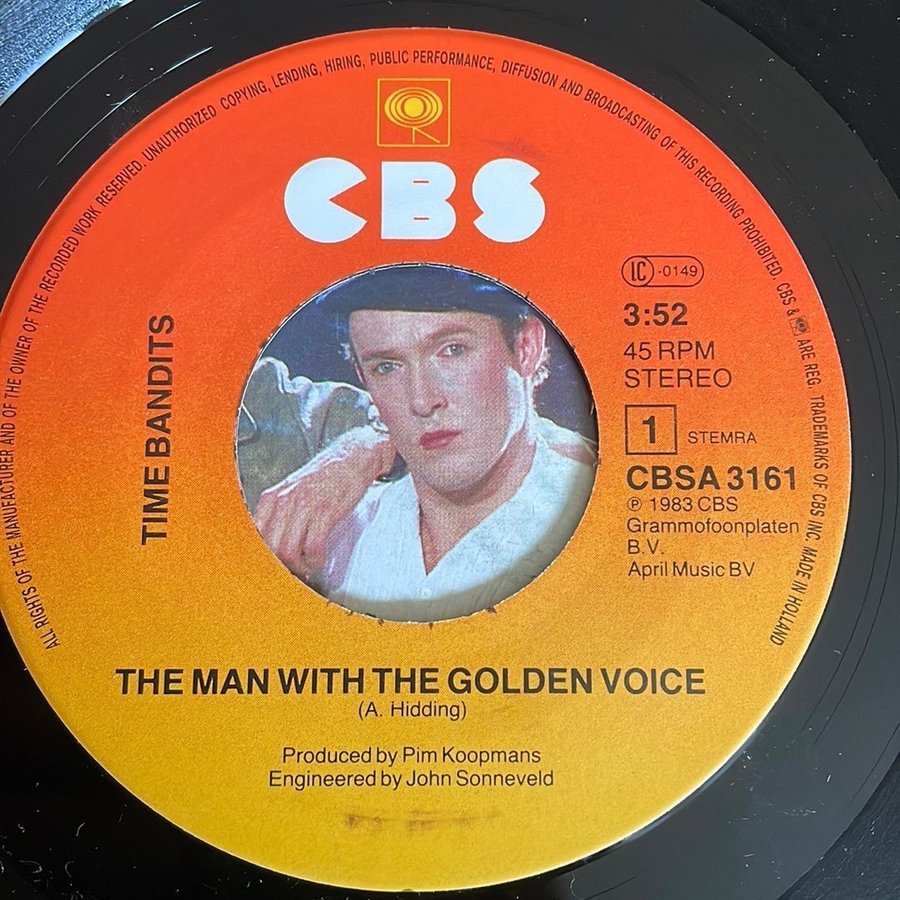 ALL RIGHTS OF THE MANUFACTURER AND OF THE OWNER OF THE RECORDED WORK RESERVED. UNAUTHORIZED COPYING, LENDING, HIRING, PUBLIC PERFORMANCE, DIFFUSION AND BROADCASTING OF THIS RECORDING PROHIBITED. CBS & ARE REG. TRADEMARKS OF CBS INC. MADE IN HOLLAND
CBS
TIME BANDITS
LC -0149
3:52
45 RPM
STEREO
1 STEMRA
CBSA 3161
℗ 1983 CBS
Grammofoonplaten
B.V.
April Music BV
THE MAN WITH THE GOLDEN VOICE
(A. Hidding)
Produced by Pim Koopmans
Engineered by John Sonneveld